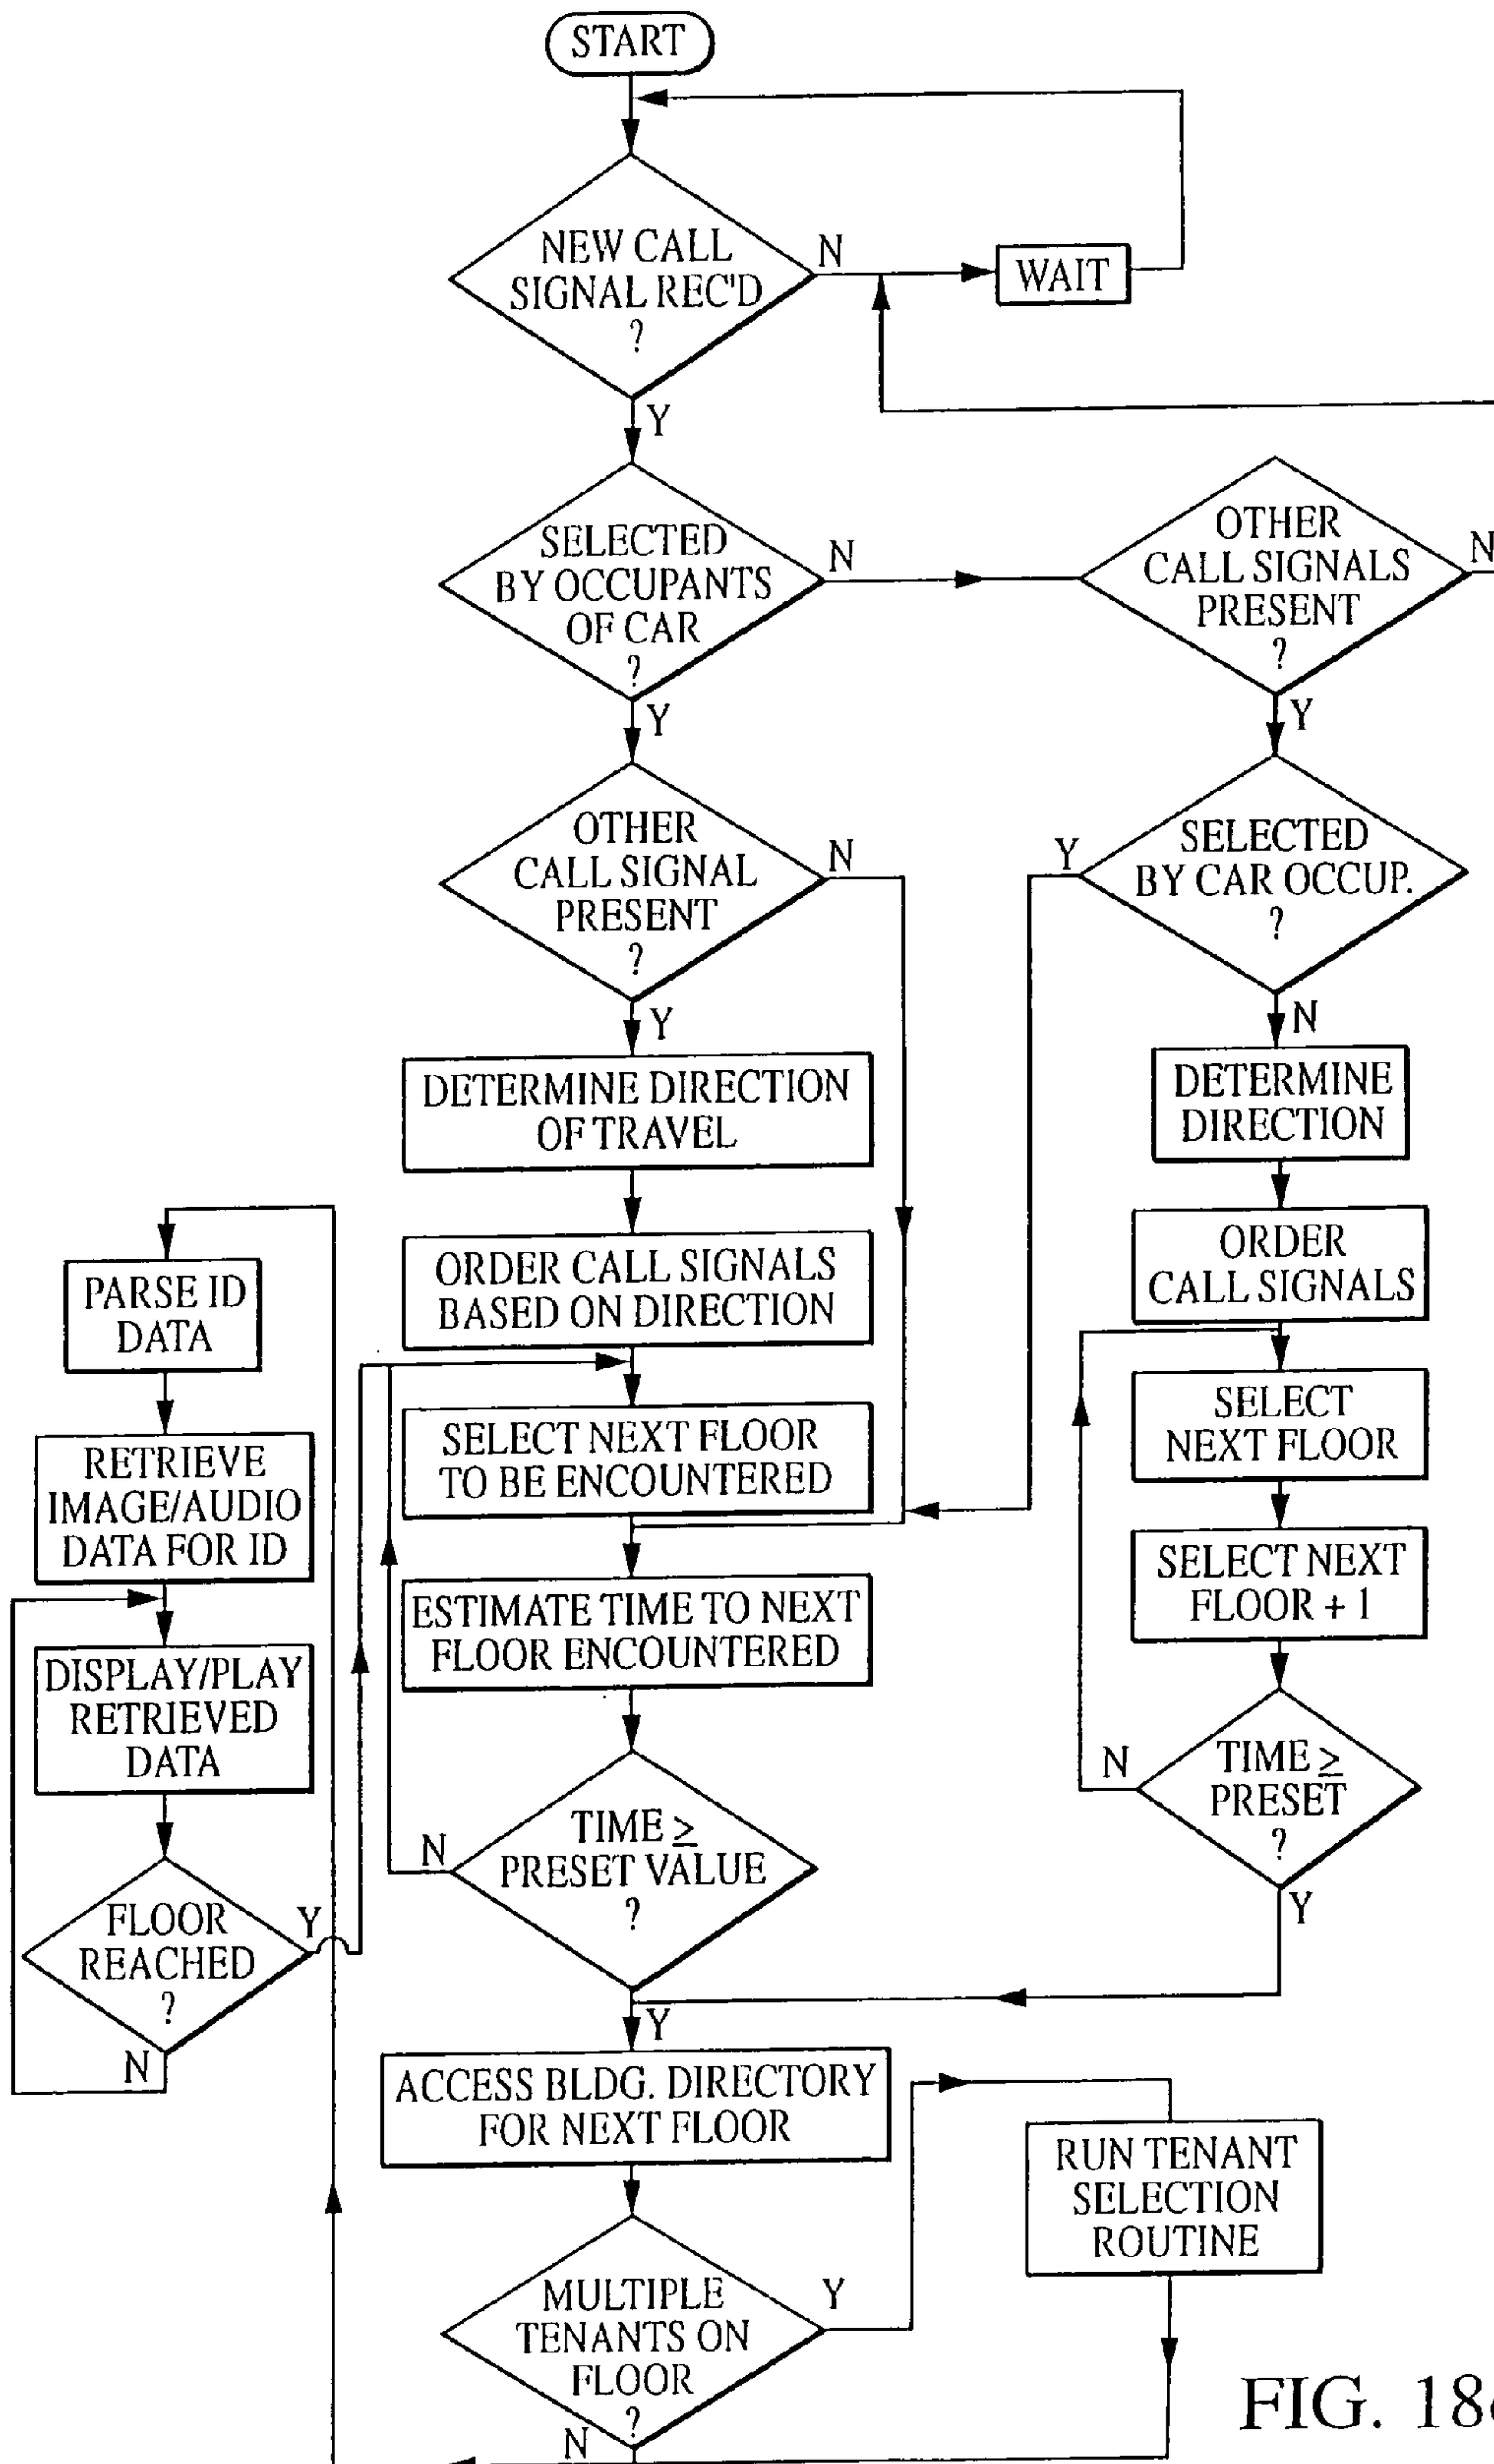 START
NEW CALL
SIGNAL REC'D
?
N
WAIT
Y
SELECTED
BY OCCUPANTS
OF CAR
?
N
Y
OTHER
CALL SIGNALS
PRESENT
?
N
Y
OTHER
CALL SIGNAL
PRESENT
?
N
Y
SELECTED
BY CAR OCCUP.
?
Y
N
DETERMINE DIRECTION
OF TRAVEL
DETERMINE
DIRECTION
ORDER CALL SIGNALS
BASED ON DIRECTION
ORDER
CALL SIGNALS
PARSE ID
DATA
SELECT NEXT FLOOR
TO BE ENCOUNTERED
SELECT
NEXT FLOOR
RETRIEVE
IMAGE/AUDIO
DATA FOR ID
ESTIMATE TIME TO NEXT
FLOOR ENCOUNTERED
SELECT NEXT
FLOOR + 1
DISPLAY/PLAY
RETRIEVED
DATA
TIME ≥
PRESET VALUE
?
N
Y
TIME ≥
PRESET
?
N
Y
FLOOR
REACHED
?
Y
N
ACCESS BLDG. DIRECTORY
FOR NEXT FLOOR
RUN TENANT
SELECTION
ROUTINE
MULTIPLE
TENANTS ON
FLOOR
?
Y
N
FIG. 18